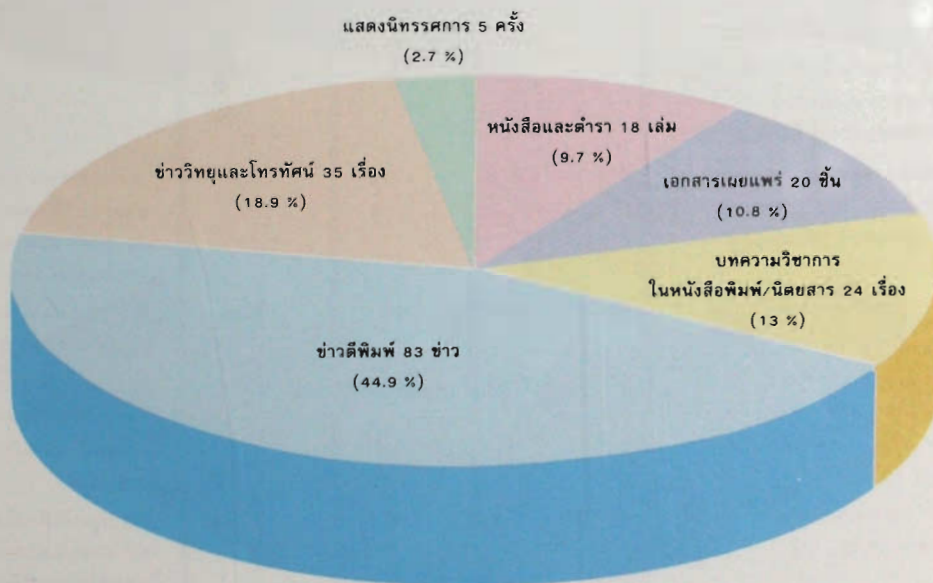 แสดงนิทรรศการ 5 ครั้ง
(2.7 %)
หนังสือและตำรา 18 เล่ม
(9.7 %)
ข่าววิทยุและโทรทัศน์ 35 เรื่อง
(18.9 %)
เอกสารเผยแพร่ 20 ชิ้น
(10.8 %)
บทความวิชาการ
ในหนังสือพิมพ์/นิตยสาร 24 เรื่อง
(13 %)
ข่าวตีพิมพ์ 83 ข่าว
(44.9 %)